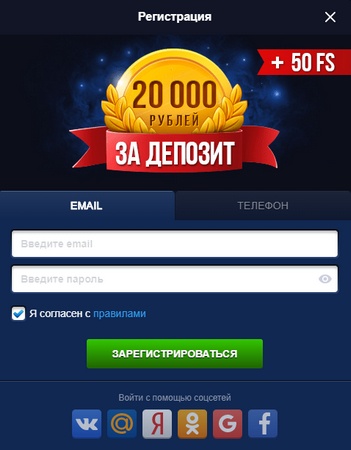 Регистрация
+ 50 FS
20 000
РУБЛЕЙ
ЗА ДЕПОЗИТ
EMAIL
ТЕЛЕФОН
Введите email
Введите пароль
Я согласен с правилами
ЗАРЕГИСТРИРОВАТЬСЯ
Войти с помощью соцсетей